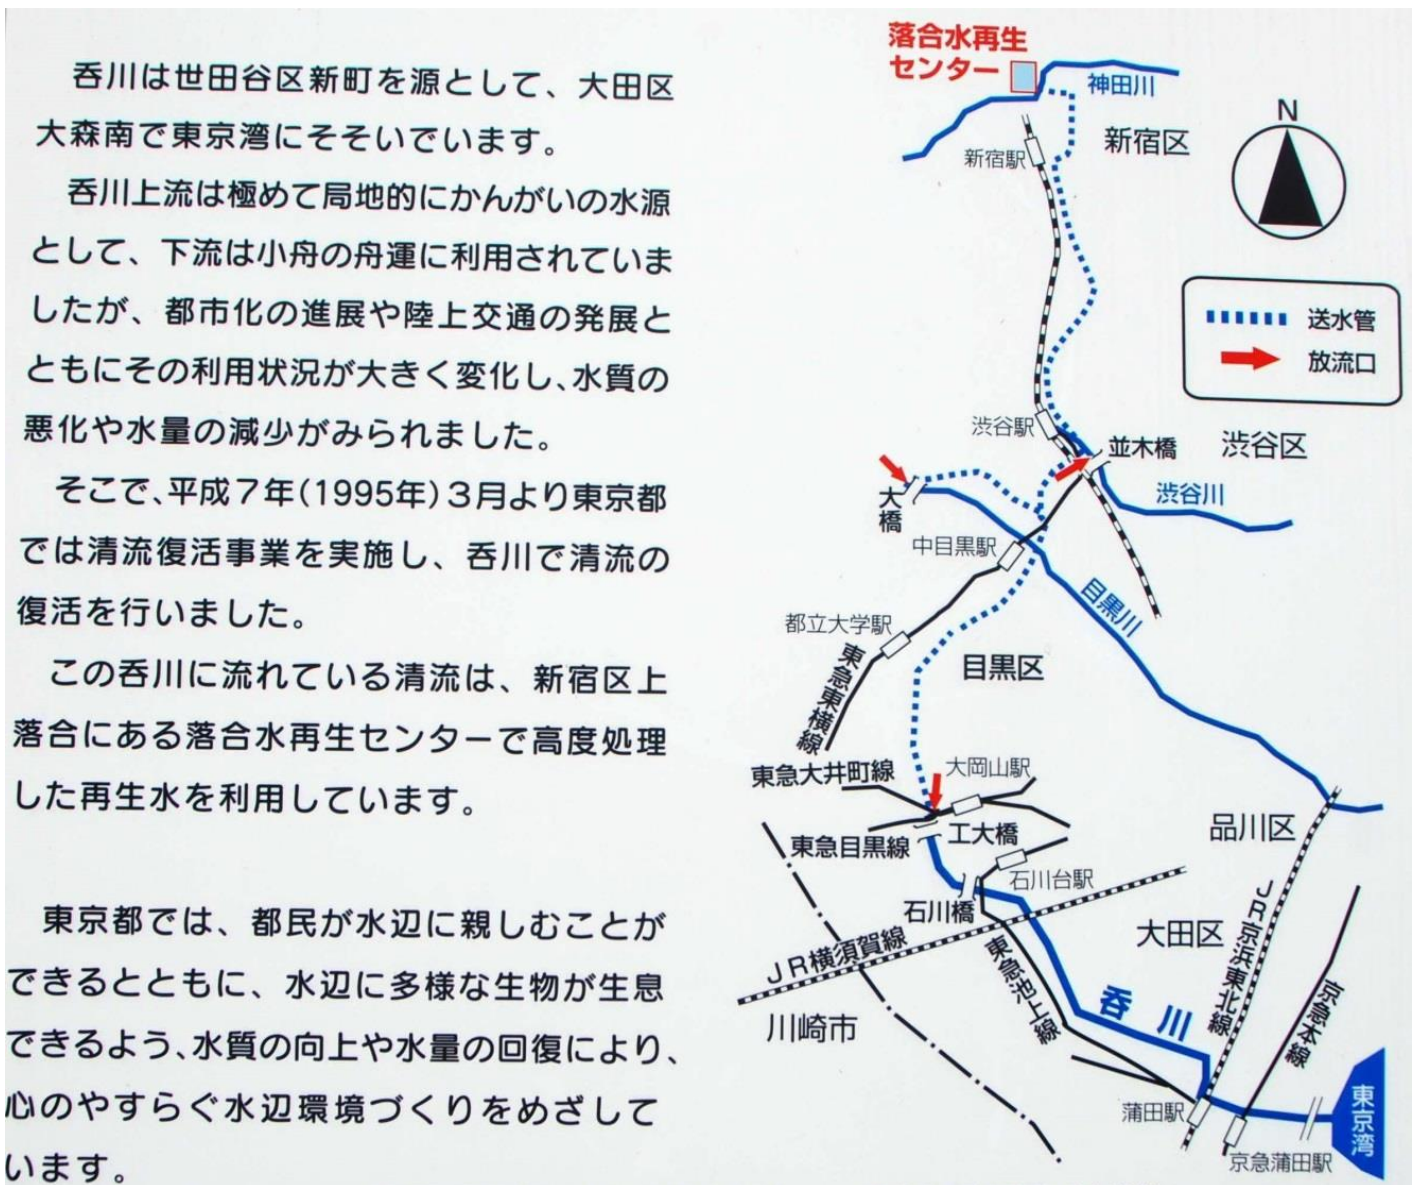 呑川は世田谷区新町を源として、大田区
大森南で東京湾にそそいでいます。
呑川上流は極めて局地的にかんがいの水源
として、下流は小舟の舟運に利用されていま
したが、都市化の進展や陸上交通の発展と
ともにその利用状況が大きく変化し、水質の
悪化や水量の減少がみられました。
そこで、平成7年(1995年)3月より東京都
では清流復活事業を実施し、呑川で清流の
復活を行いました。
この呑川に流れている清流は、新宿区上
落合にある落合水再生センターで高度処理
した再生水を利用しています。
東京都では、都民が水辺に親しむことが
できるとともに、水辺に多様な生物が生息
できるよう、水質の向上や水量の回復により、
心のやすらぐ水辺環境づくりをめざして
います。
落合水再生
センター
神田川
新宿区
新宿駅
N
送水管
放流口
渋谷駅
並木橋
渋谷区
渋谷川
大橋
中目黒駅
目黒川
都立大学駅
目黒区
東急東横線
東急大井町線
大岡山駅
東急目黒線
工大橋
品川区
石川台駅
石川橋
大田区
JR京浜東北線
JR横須賀線
東急池上線
京急本線
川崎市
呑川
蒲田駅
京急蒲田駅
東京湾